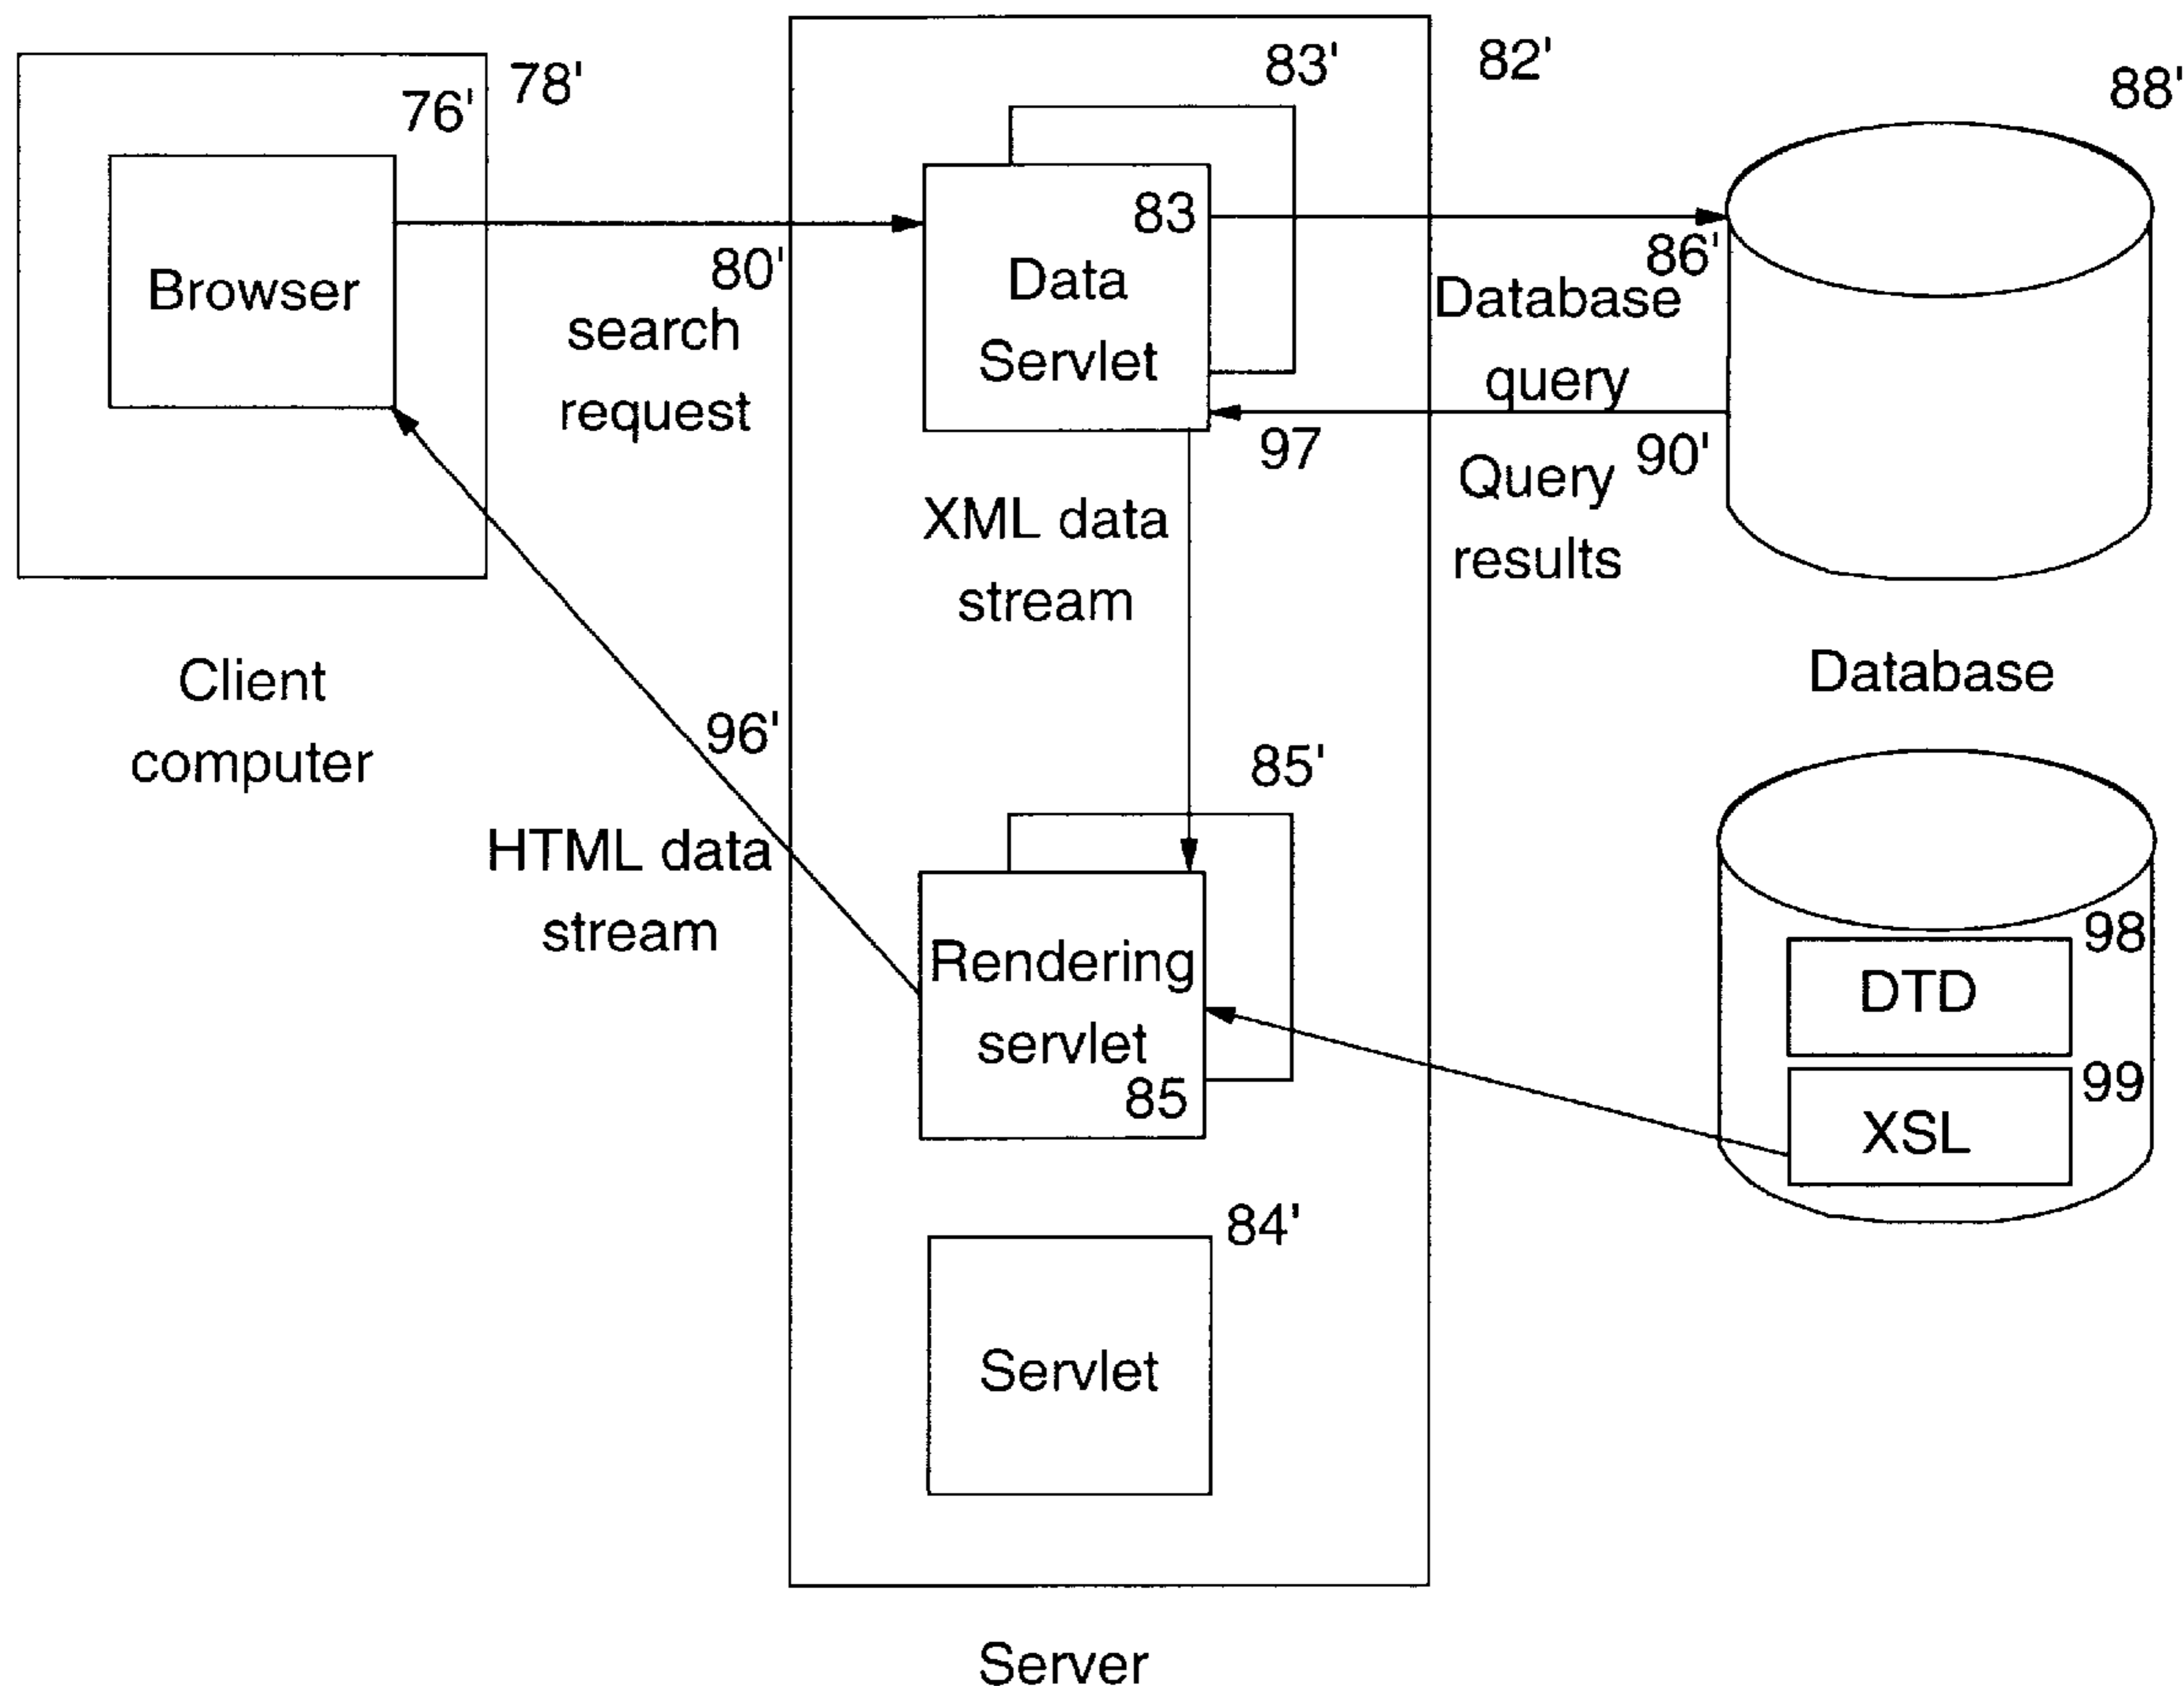 76'
78'
Browser
Client
computer
80'
search
request
96'
HTML data
stream
83'
82'
83
Data
Servlet
97
XML data
stream
85'
Rendering
servlet
85
84'
Servlet
Server
88'
86'
Database
query
90'
Query
results
Database
98
DTD
99
XSL